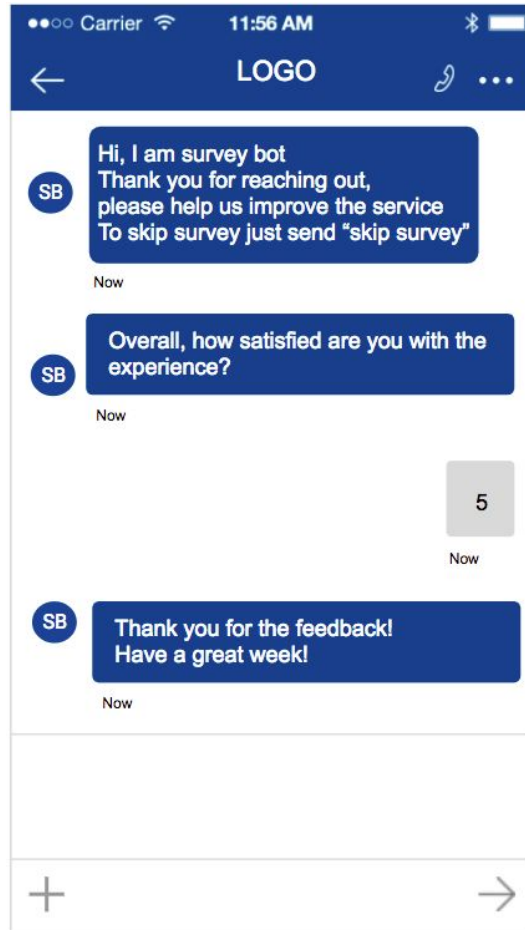 Carrier 11:56 AM
LOGO
Hi, I am survey bot
Thank you for reaching out,
please help us improve the service
To skip survey just send “skip survey”
SB
Now
Overall, how satisfied are you with the
experience?
SB
Now
5
Now
SB
Thank you for the feedback!
Have a great week!
Now